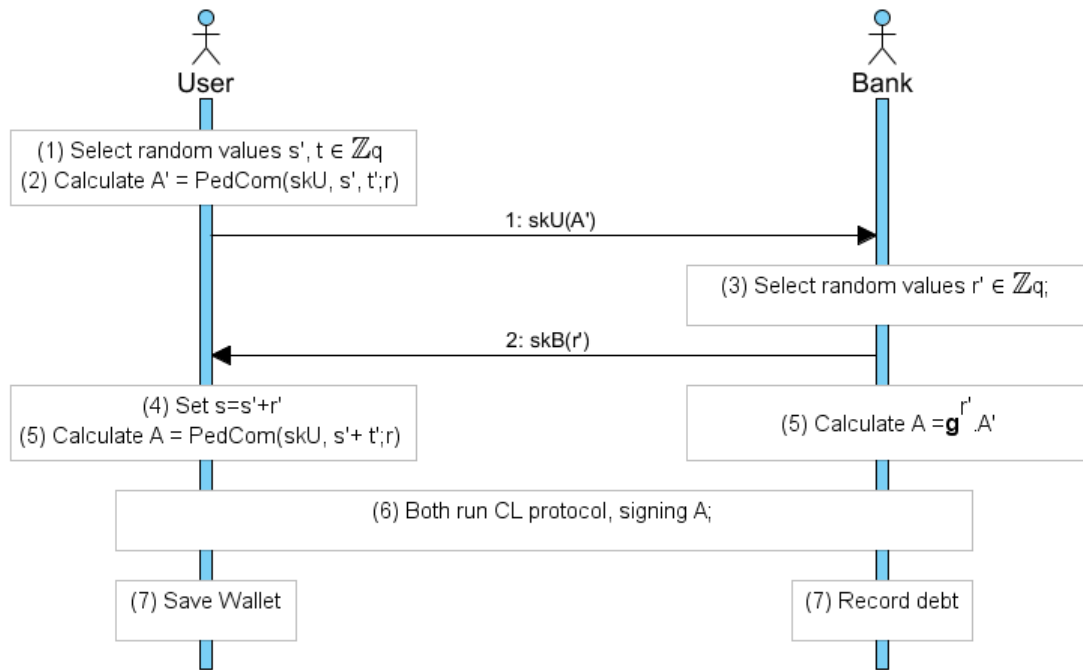 User
Bank
(1) Select random values s', t ∈ ℤq
(2) Calculate A' = PedCom(skU, s', t';r)
1: skU(A')
(3) Select random values r' ∈ ℤq;
2: skB(r')
(4) Set s=s'+r'
(5) Calculate A = PedCom(skU, s'+ t';r)
(5) Calculate A =g^r' .A'
(6) Both run CL protocol, signing A;
(7) Save Wallet
(7) Record debt